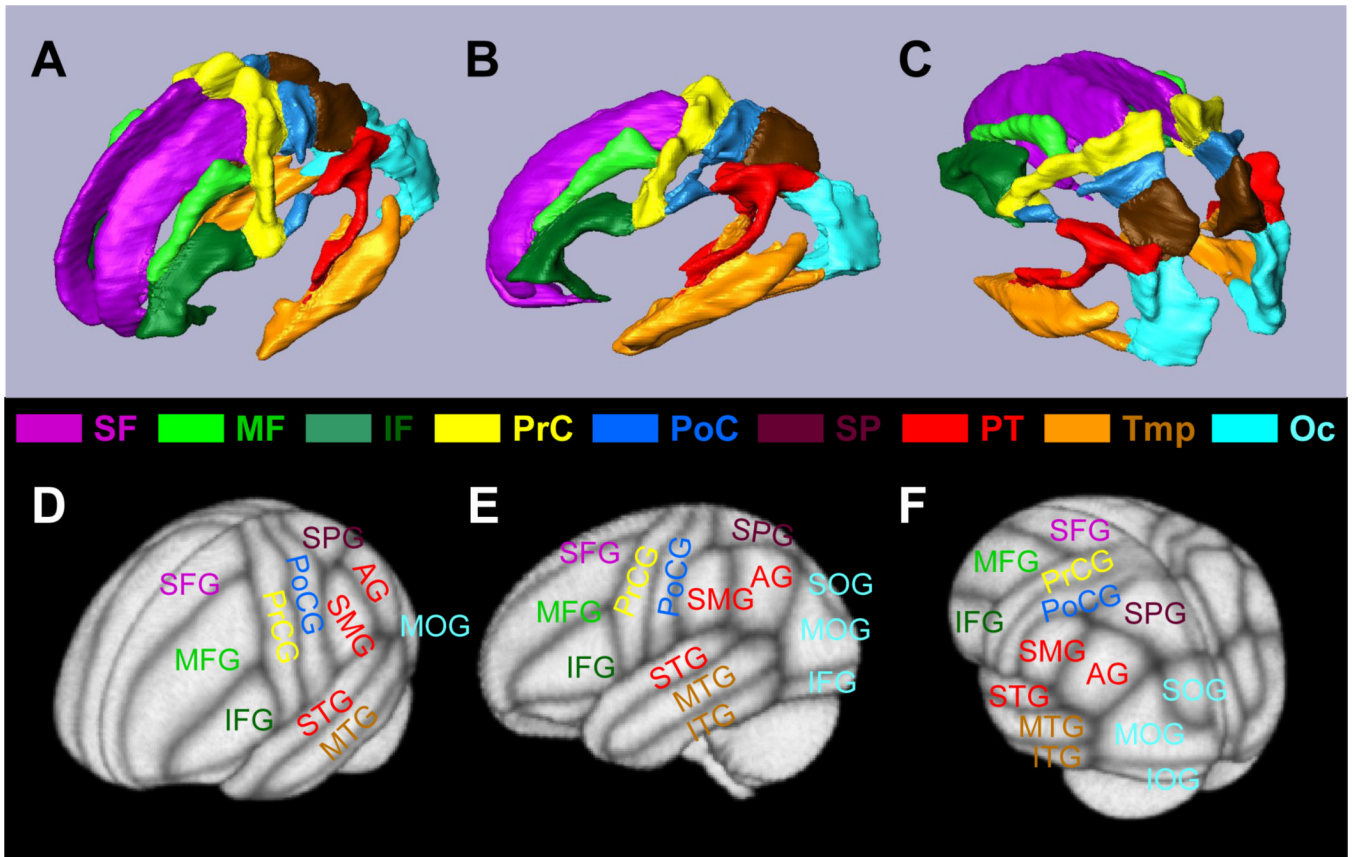 A B C
SF MF IF PrC PoC SP PT Tmp Oc
D
SPG
SFG
PoCG
AG
PrCG
SMG
MOG
MFG
IFG
STG
MTG
E
SFG
PrCG
PoCG
SPG
AG
SOG
MFG
SMG
MOG
IFG
STG
MTG
IFG
ITG
F
SFG
MFG
PrCG
IFG
PoCG
SPG
SMG
AG
SOG
STG
MTG
MOG
ITG
IOG